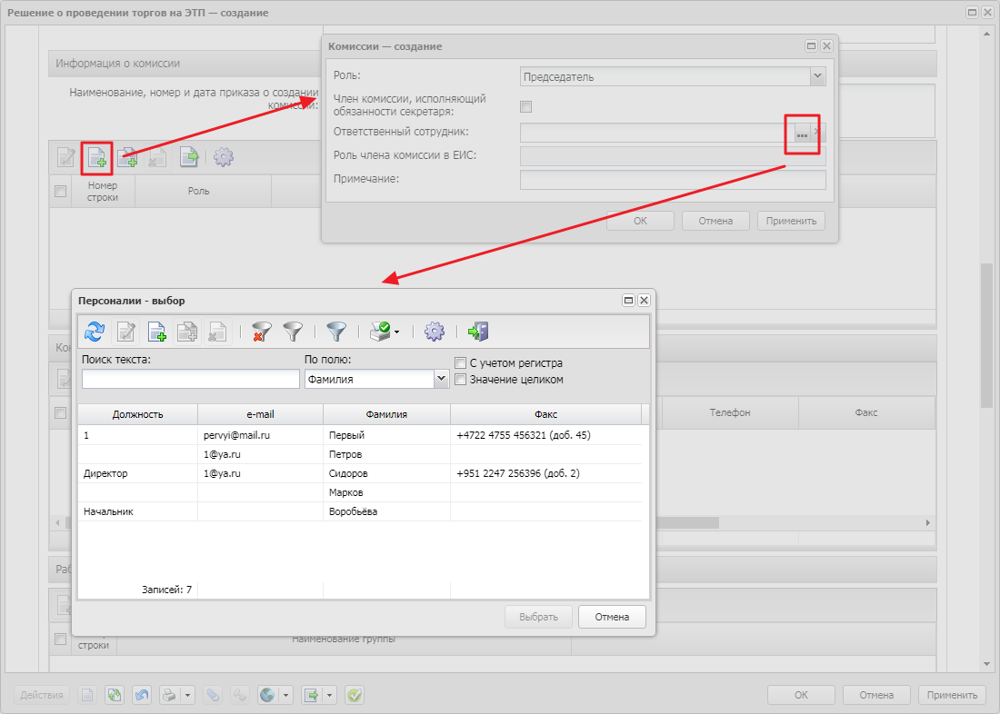 Решение о проведении торгов на ЭТП — создание
Информация о комиссии
Наименование, номер и дата приказа о создании
комиссии:
Номер
строки
Роль
Комиссии — создание
Роль:
Председатель
Член комиссии, исполняющий
обязанности секретаря:
Ответственный сотрудник:
...
Роль члена комиссии в ЕИС:
Примечание:
ОК
Отмена
Применить
Персоналии - выбор
Поиск текста:
По полю:
Фамилия
С учетом регистра
Значение целиком
Должность e-mail Фамилия Факс
1 pervyi@mail.ru Первый +4722 4755 456321 (доб. 45)
1@ya.ru Петров
Директор 1@ya.ru Сидоров +951 2247 256396 (доб. 2)
Марков
Начальник Воробьёва
Записей: 7
Выбрать
Отмена
Кон
Телефон
Факс
Раб
строки
Наименование группы
Действия
ОК
Отмена
Применить